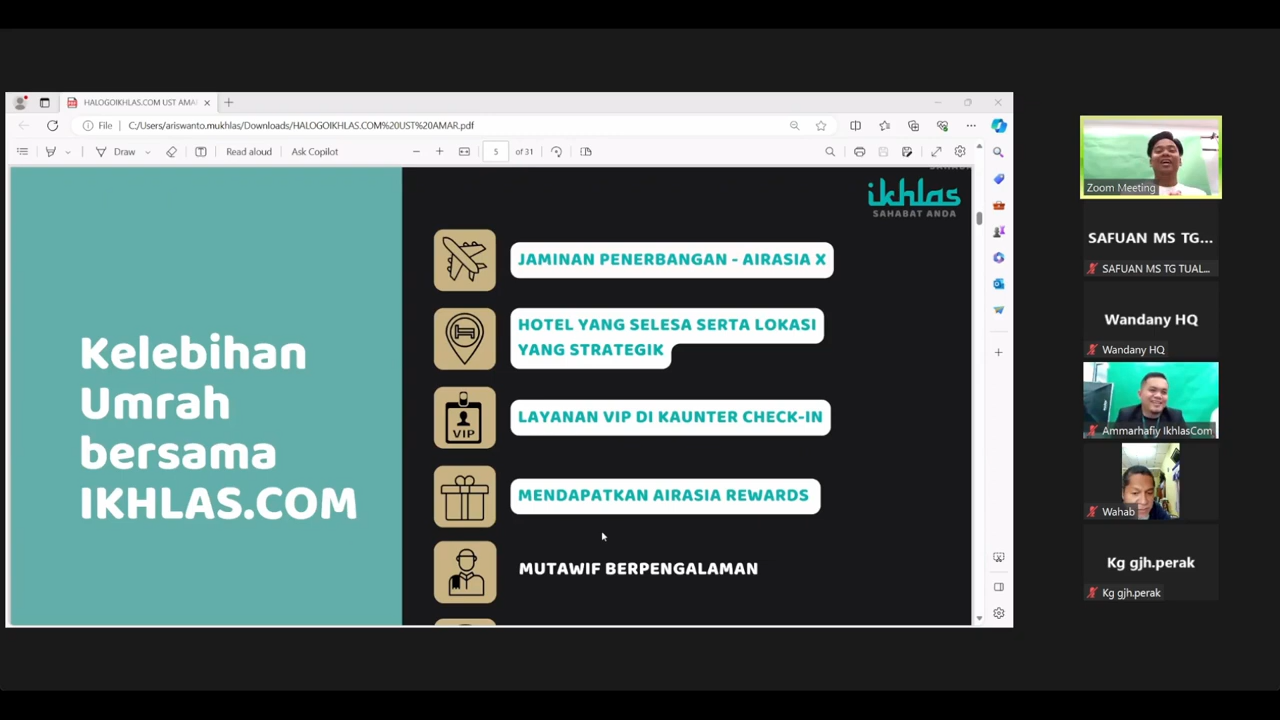 HALOGOIKHLAS.COM UST AMAR
File
C:/Users/ariswanto.mukhlas/Downloads/HALOGOIKHLAS.COM%20UST%20AMAR.pdf
Draw
Read aloud
Ask Copilot
5
of 31
ikhlas
SAHABAT ANDA
Kelebihan
Umrah
bersama
IKHLAS.COM
JAMINAN PENERBANGAN - AIRASIA X
HOTEL YANG SELESA SERTA LOKASI
YANG STRATEGIK
VIP
LAYANAN VIP DI KAUNTER CHECK-IN
MENDAPATKAN AIRASIA REWARDS
MUTAWIF BERPENGALAMAN
Zoom Meeting
SAFUAN MS TG...
SAFUAN MS TG TUAL...
Wandany HQ
Wandany HQ
Ammarhafiy IkhlasCom
Wahab
Kg gjh.perak
Kg gjh.perak